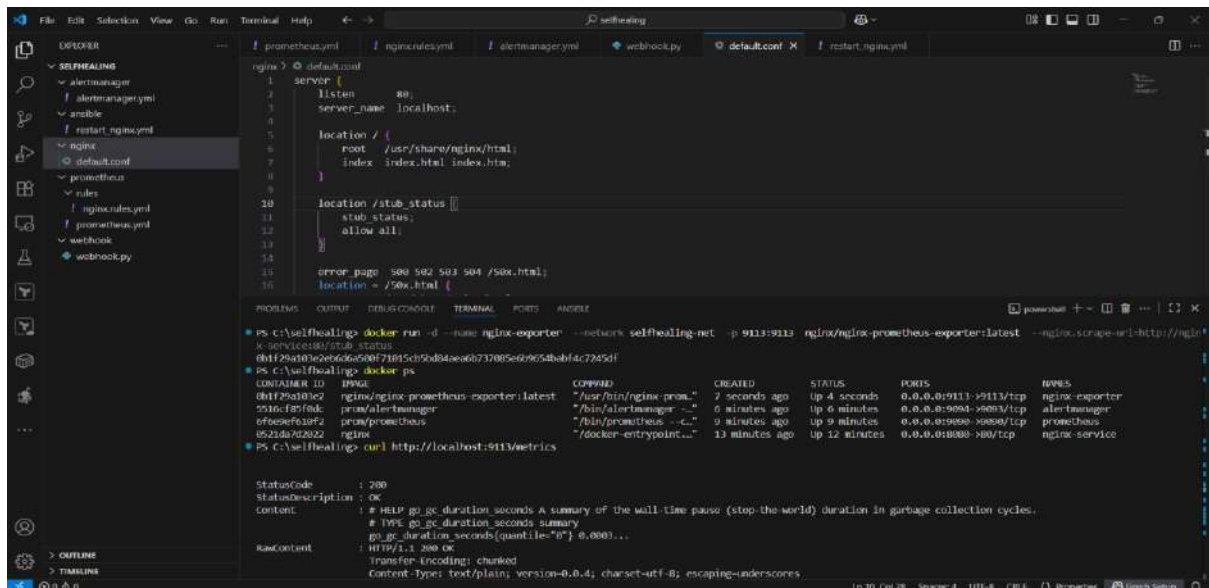 File Edit Selection View Go Run Terminal Help
selfhealing
EXPLORER
SELFHEALING
alertmanager
alertmanager.yml
ansible
restart_nginx.yml
nginx
default.conf
prometheus
rules
nginx.rules.yml
prometheus.yml
webhook
webhook.py
OUTLINE
TIMELINE
prometheus.yml nginx.rules.yml alertmanager.yml webhook.py default.conf restart_nginx.yml
nginx > default.conf
1 server {
2 listen 80;
3 server_name localhost;
4
5 location / {
6 root /usr/share/nginx/html;
7 index index.html index.htm;
8 }
9
10 location /stub_status {
11 stub_status;
12 allow all;
13 }
14
15 error_page 500 502 503 504 /50x.html;
16 location = /50x.html {
PROBLEMS OUTPUT DEBUG CONSOLE TERMINAL PORTS ANSIBLE
powershell
PS C:\selfhealing> docker run -d --name nginx-exporter --network selfhealing-net -p 9113:9113 nginx/nginx-prometheus-exporter:latest --nginx.scrape-uri=http://ngin
x-service:80/stub_status
PS C:\selfhealing> docker ps
CONTAINER ID IMAGE COMMAND CREATED STATUS PORTS NAMES
0b1f29a103e2 nginx/nginx-prometheus-exporter:latest "/usr/bin/nginx-prom…" 7 seconds ago Up 4 seconds 0.0.0.0:9113->9113/tcp nginx-exporter
5516cf85f0dc prom/alertmanager "/bin/alertmanager -…" 6 minutes ago Up 6 minutes 0.0.0.0:9094->9093/tcp alertmanager
prom/prometheus "/bin/prometheus --c…" 9 minutes ago Up 9 minutes 0.0.0.0:9090->9090/tcp prometheus
0521da7d2022 nginx "/docker-entrypoint.…" 13 minutes ago Up 12 minutes 0.0.0.0:8080->80/tcp nginx-service
PS C:\selfhealing> curl http://localhost:9113/metrics
StatusCode : 200
StatusDescription : OK
Content : # HELP go_gc_duration_seconds A summary of the wall-time pause (stop-the-world) duration in garbage collection cycles.
# TYPE go_gc_duration_seconds summary
go_gc_duration_seconds{quantile="0"} 0.0003...
RawContent : HTTP/1.1 200 OK
Transfer-Encoding: chunked
Content-Type: text/plain; version=0.0.4; charset=utf-8; escaping=underscores
Ln 10, Col 28 Spaces: 4 UTF-8 CRLF Properties Finish Setup